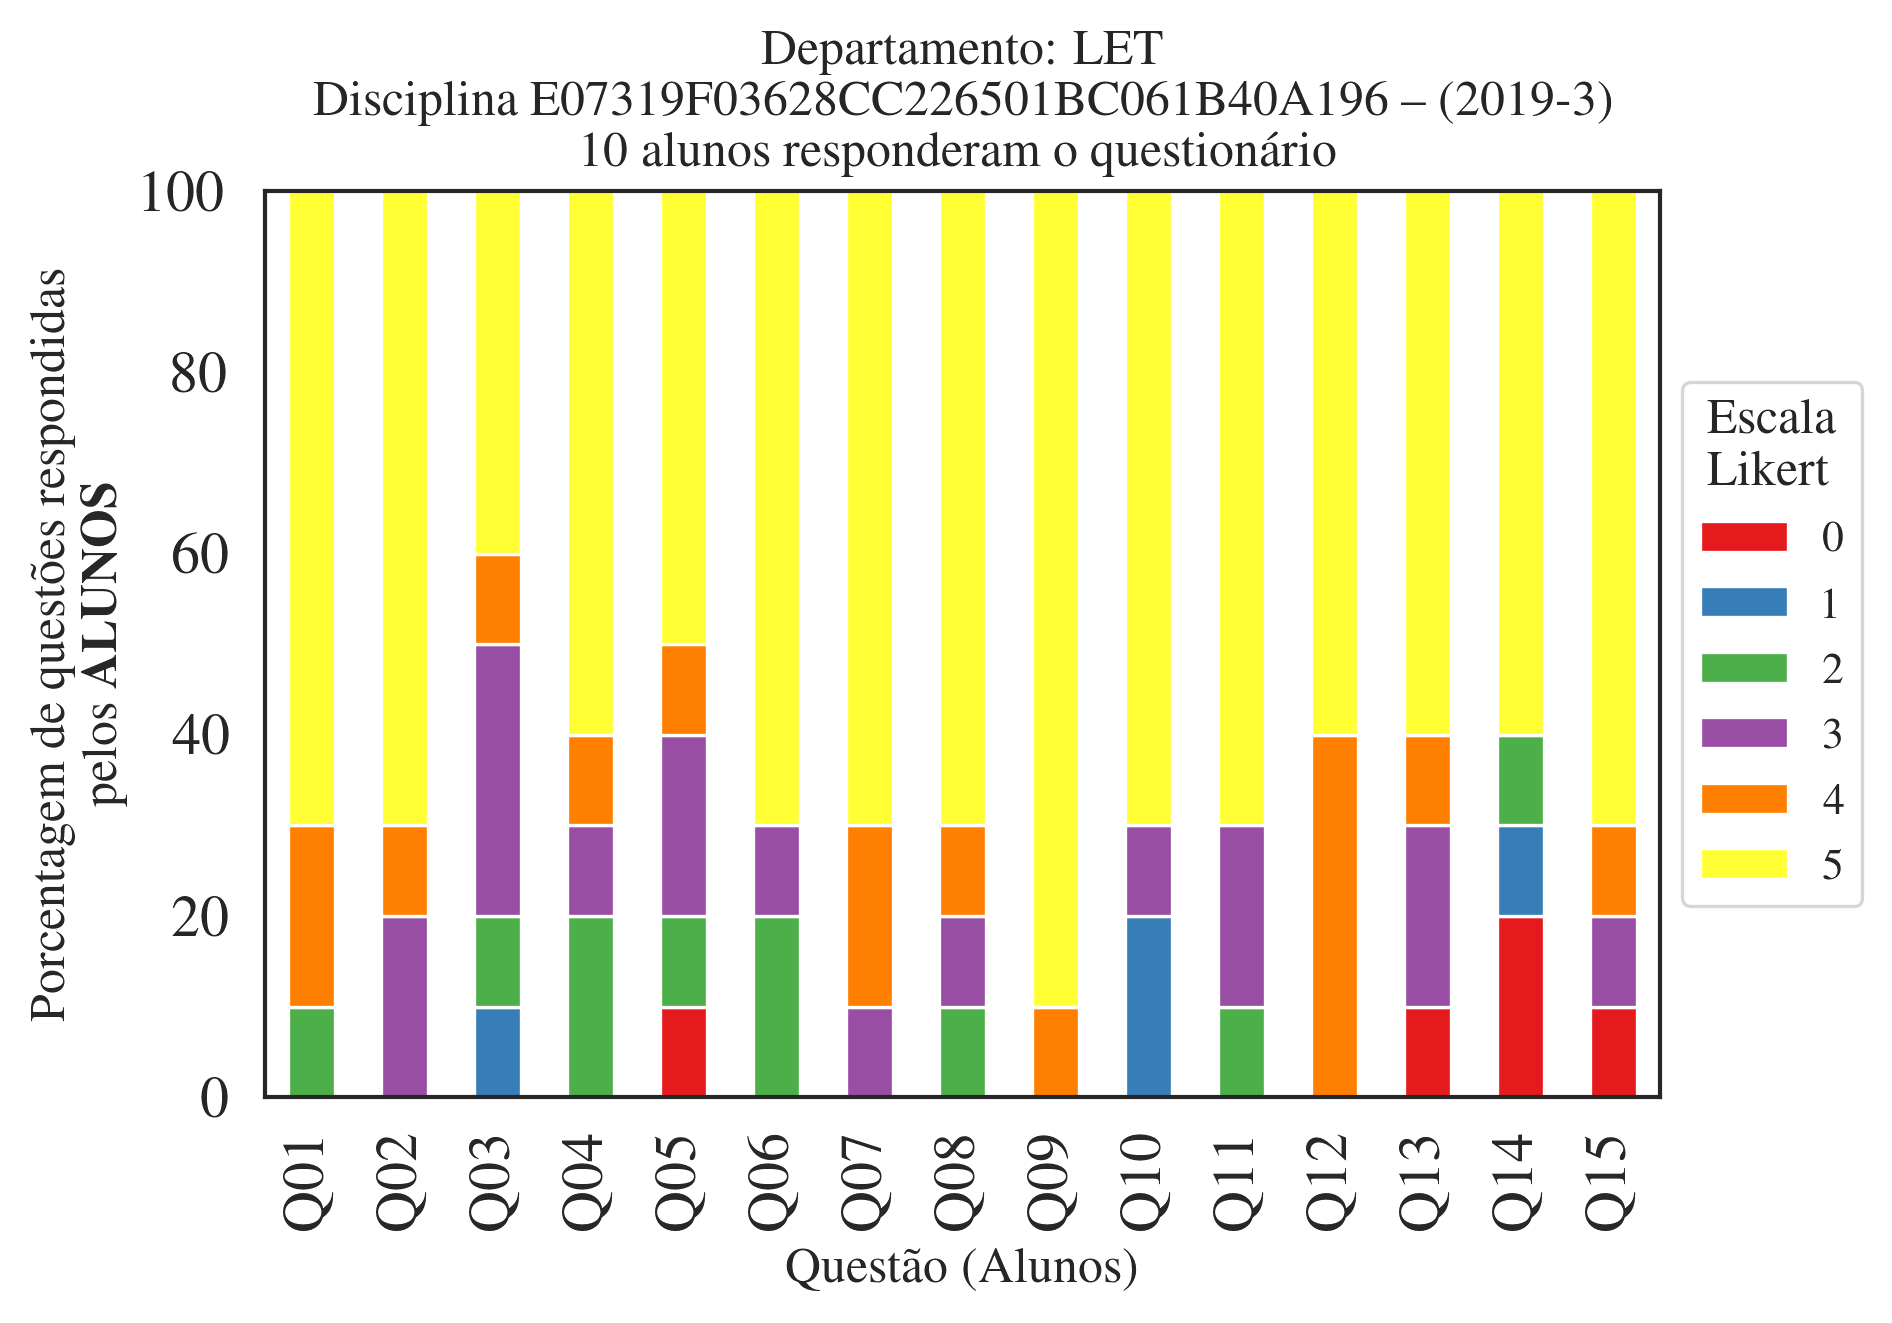 Departamento: LET
Disciplina E07319F03628CC226501BC061B40A196 – (2019-3)
10 alunos responderam o questionário
Porcentagem de questões respondidas
pelos ALUNOS
100
80
60
40
20
0
Q01
Q02
Q03
Q04
Q05
Q06
Q07
Q08
Q09
Q10
Q11
Q12
Q13
Q14
Q15
Questão (Alunos)
Escala
Likert
0
1
2
3
4
5